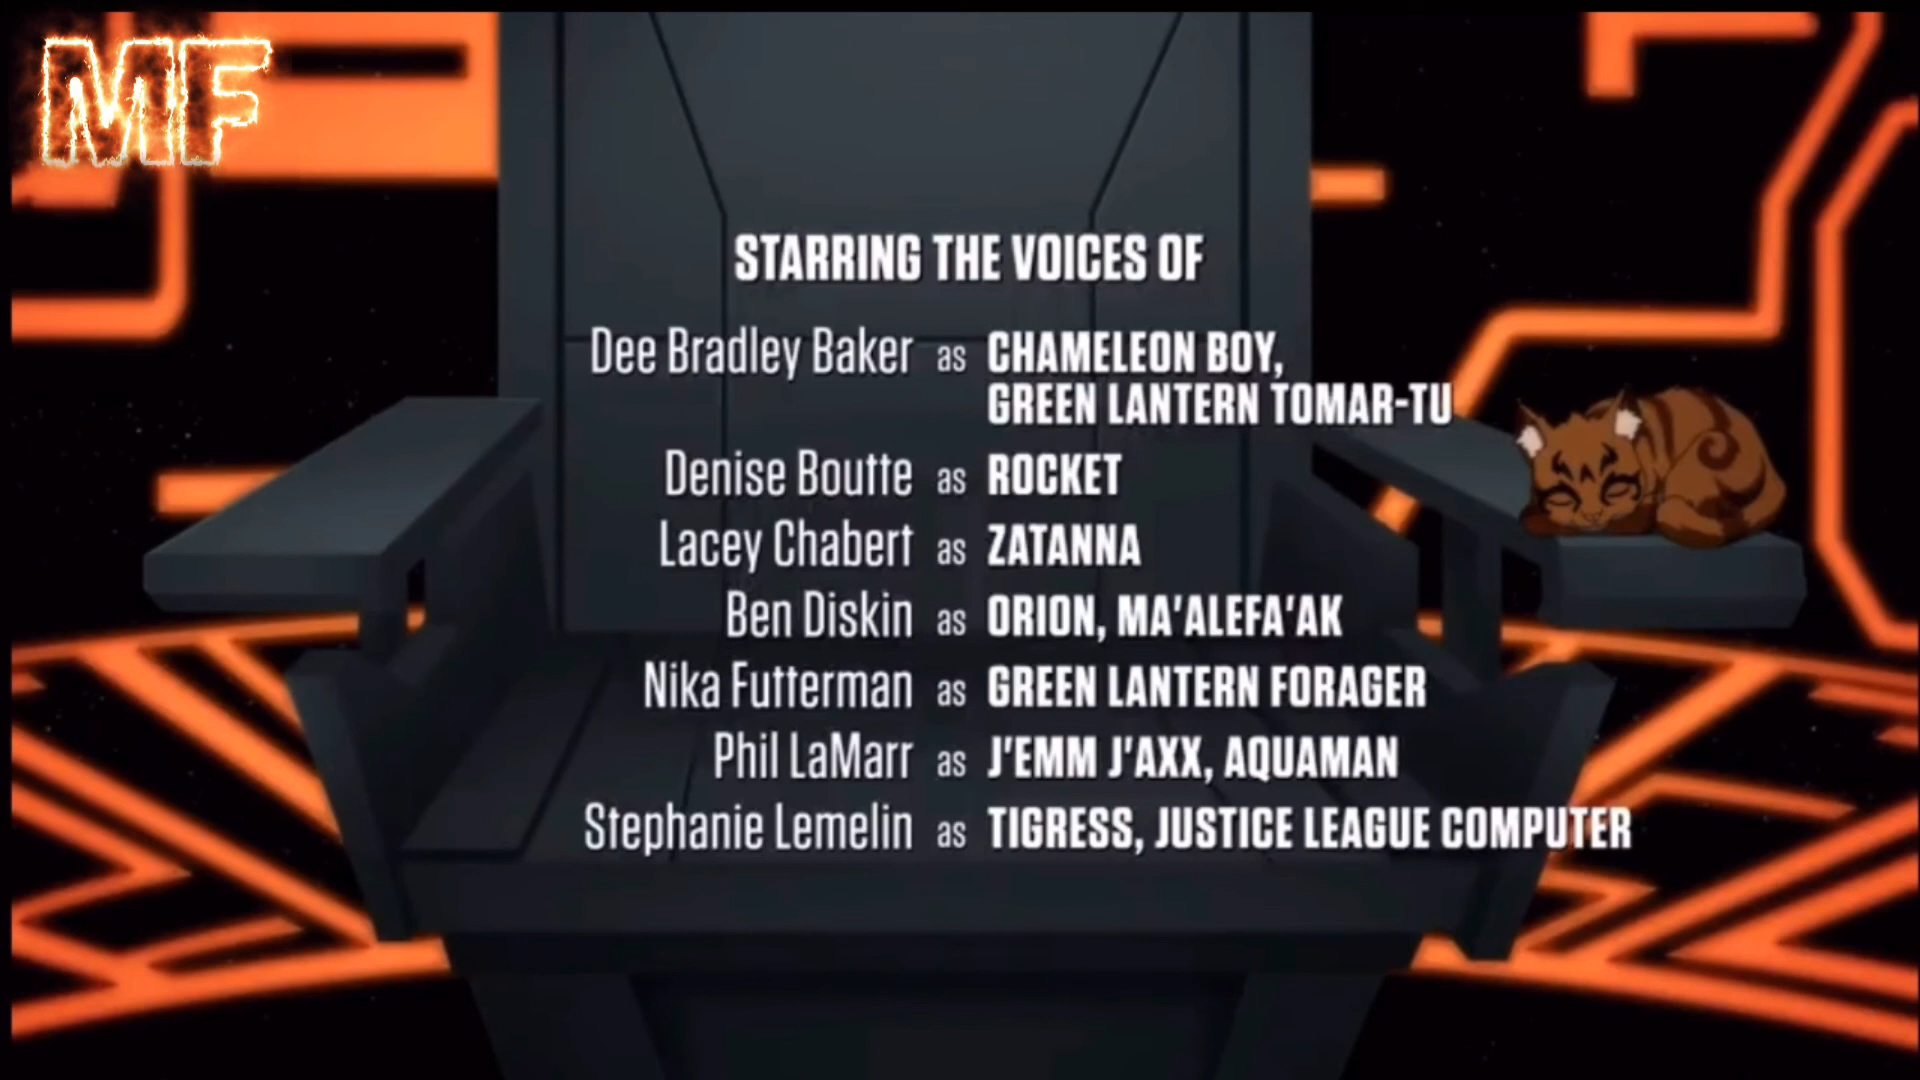 MF
STARRING THE VOICES OF
Dee Bradley Baker as CHAMELEON BOY,
GREEN LANTERN TOMAR-TU
Denise Boutte as ROCKET
Lacey Chabert as ZATANNA
Ben Diskin as ORION, MA'ALEFA'AK
Nika Futterman as GREEN LANTERN FORAGER
Phil LaMarr as J'EMM J'AXX, AQUAMAN
Stephanie Lemelin as TIGRESS, JUSTICE LEAGUE COMPUTER